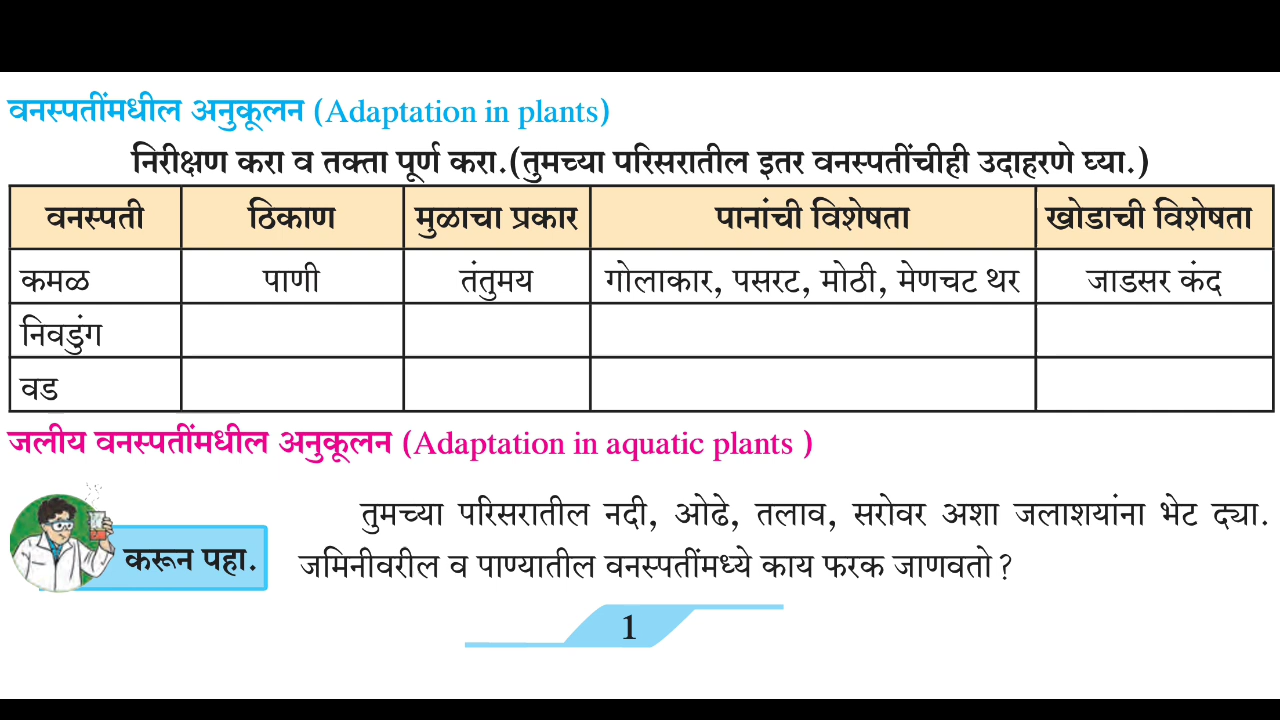 वनस्पतींमधील अनुकूलन (Adaptation in plants)
निरीक्षण करा व तक्ता पूर्ण करा.(तुमच्या परिसरातील इतर वनस्पतींचीही उदाहरणे घ्या.)
वनस्पती ठिकाण मुळाचा प्रकार पानांची विशेषता खोडाची विशेषता
कमळ पाणी तंतुमय गोलाकार, पसरट, मोठी, मेणचट थर जाडसर कंद
निवडुंग
वड
जलीय वनस्पतींमधील अनुकूलन (Adaptation in aquatic plants )
तुमच्या परिसरातील नदी, ओढे, तलाव, सरोवर अशा जलाशयांना भेट द्या.
करून पहा. जमिनीवरील व पाण्यातील वनस्पतींमध्ये काय फरक जाणवतो ?
1